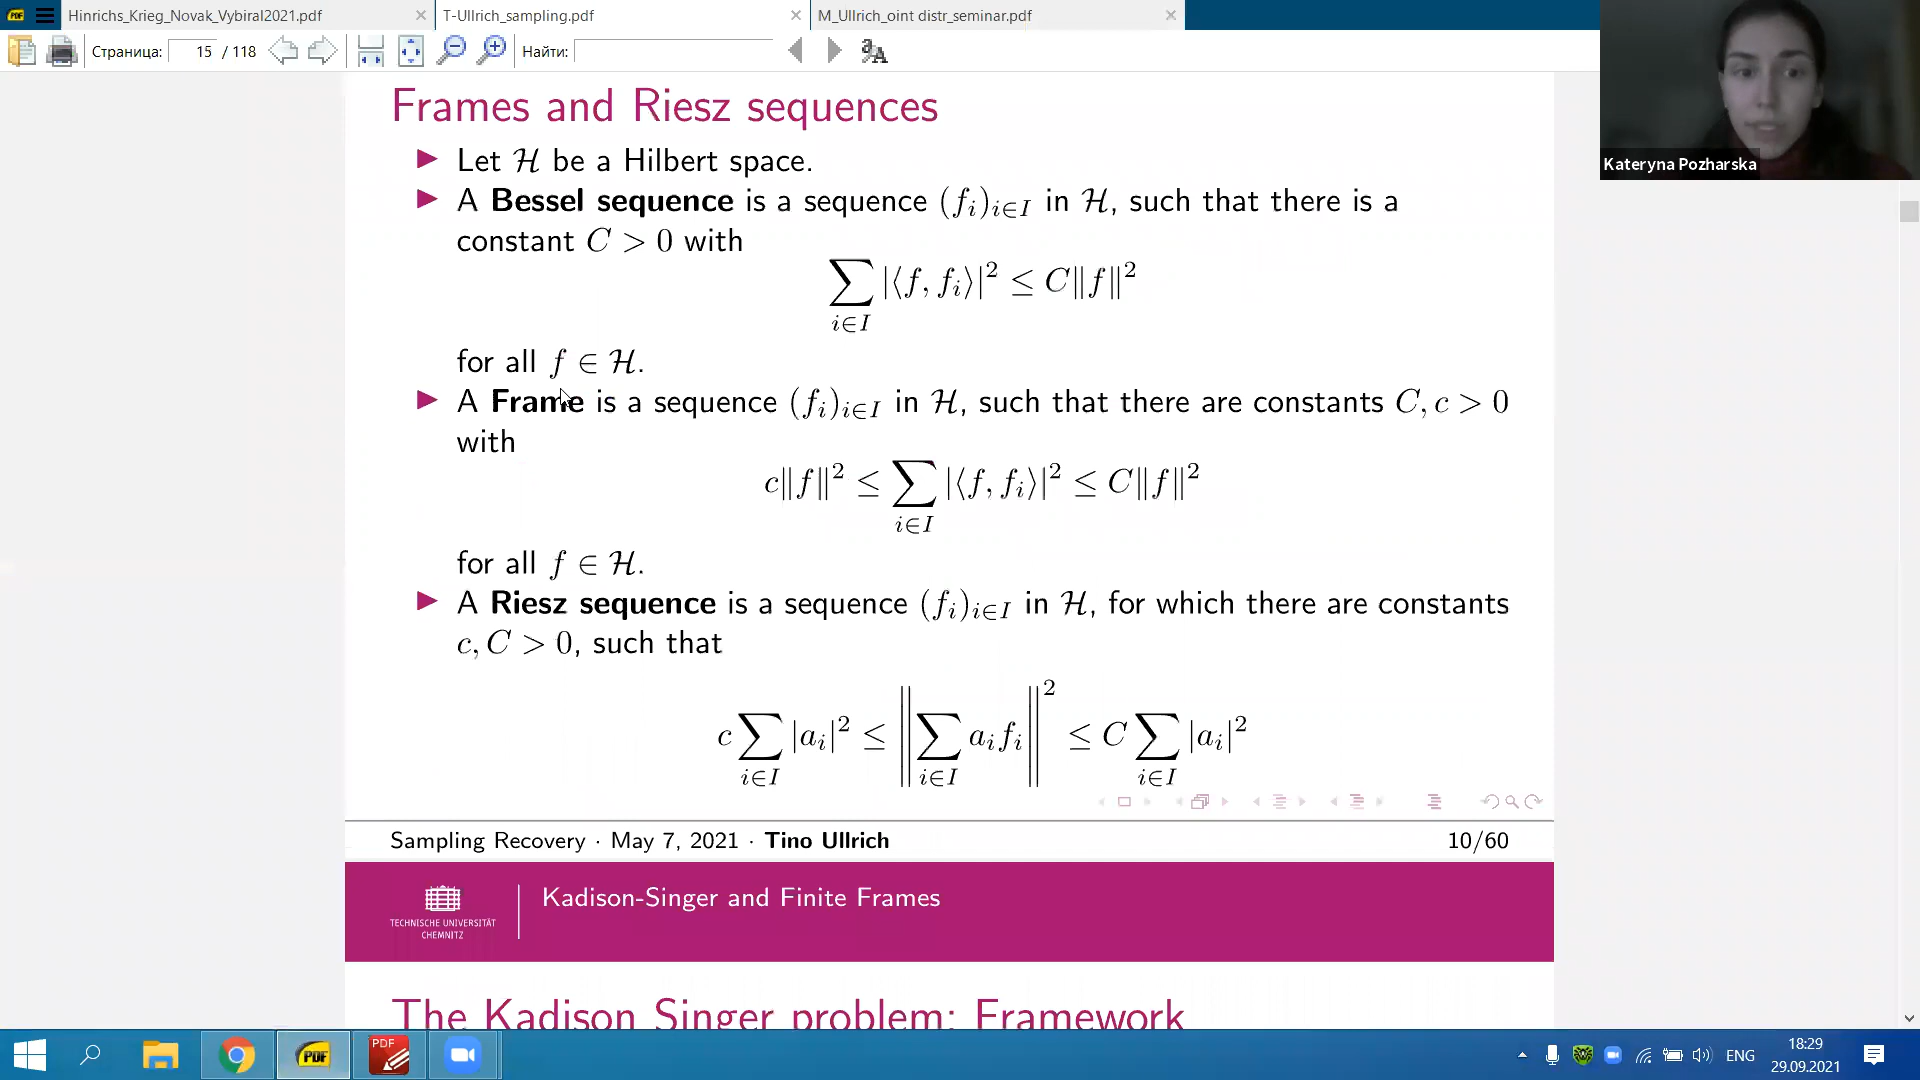 Hinrichs_Krieg_Novak_Vybiral2021.pdf
T-Ullrich_sampling.pdf
M_Ullrich_oint distr_seminar.pdf
Страница: 15 / 118
Найти:
Kateryna Pozharska
Frames and Riesz sequences
▶ Let ℋ be a Hilbert space.
▶ A Bessel sequence is a sequence (f_i)_{i∈I} in ℋ, such that there is a
constant C > 0 with
∑_{i∈I} |⟨f, f_i⟩|² ≤ C‖f‖²
for all f ∈ ℋ.
▶ A Frame is a sequence (f_i)_{i∈I} in ℋ, such that there are constants C, c > 0
with
c‖f‖² ≤ ∑_{i∈I} |⟨f, f_i⟩|² ≤ C‖f‖²
for all f ∈ ℋ.
▶ A Riesz sequence is a sequence (f_i)_{i∈I} in ℋ, for which there are constants
c, C > 0, such that
c ∑_{i∈I} |a_i|² ≤ ‖∑_{i∈I} a_i f_i‖² ≤ C ∑_{i∈I} |a_i|²
Sampling Recovery · May 7, 2021 · Tino Ullrich 10/60
TECHNISCHE UNIVERSITÄT
CHEMNITZ
Kadison-Singer and Finite Frames
The Kadison Singer problem: Framework
PDF
PDF
ENG
18:29
29.09.2021